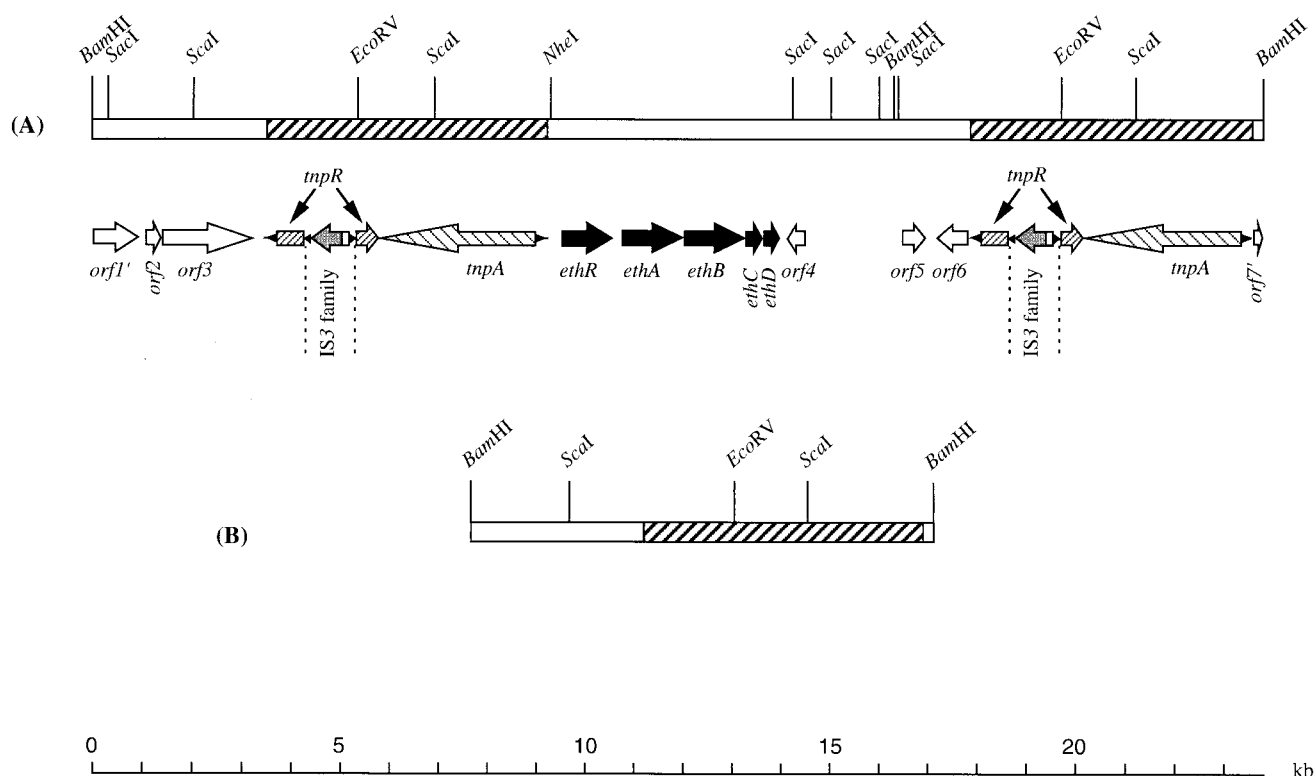 BamHI SacI ScaI EcoRV ScaI NheI SacI SacI SacI BamHI SacI EcoRV ScaI BamHI
(A)
tnpR tnpR
orf1' orf2 orf3 tnpA ethR ethA ethB ethC ethD orf4 orf5 orf6 tnpA orf7'
IS3 family IS3 family
BamHI ScaI EcoRV ScaI BamHI
(B)
0 5 10 15 20
kb